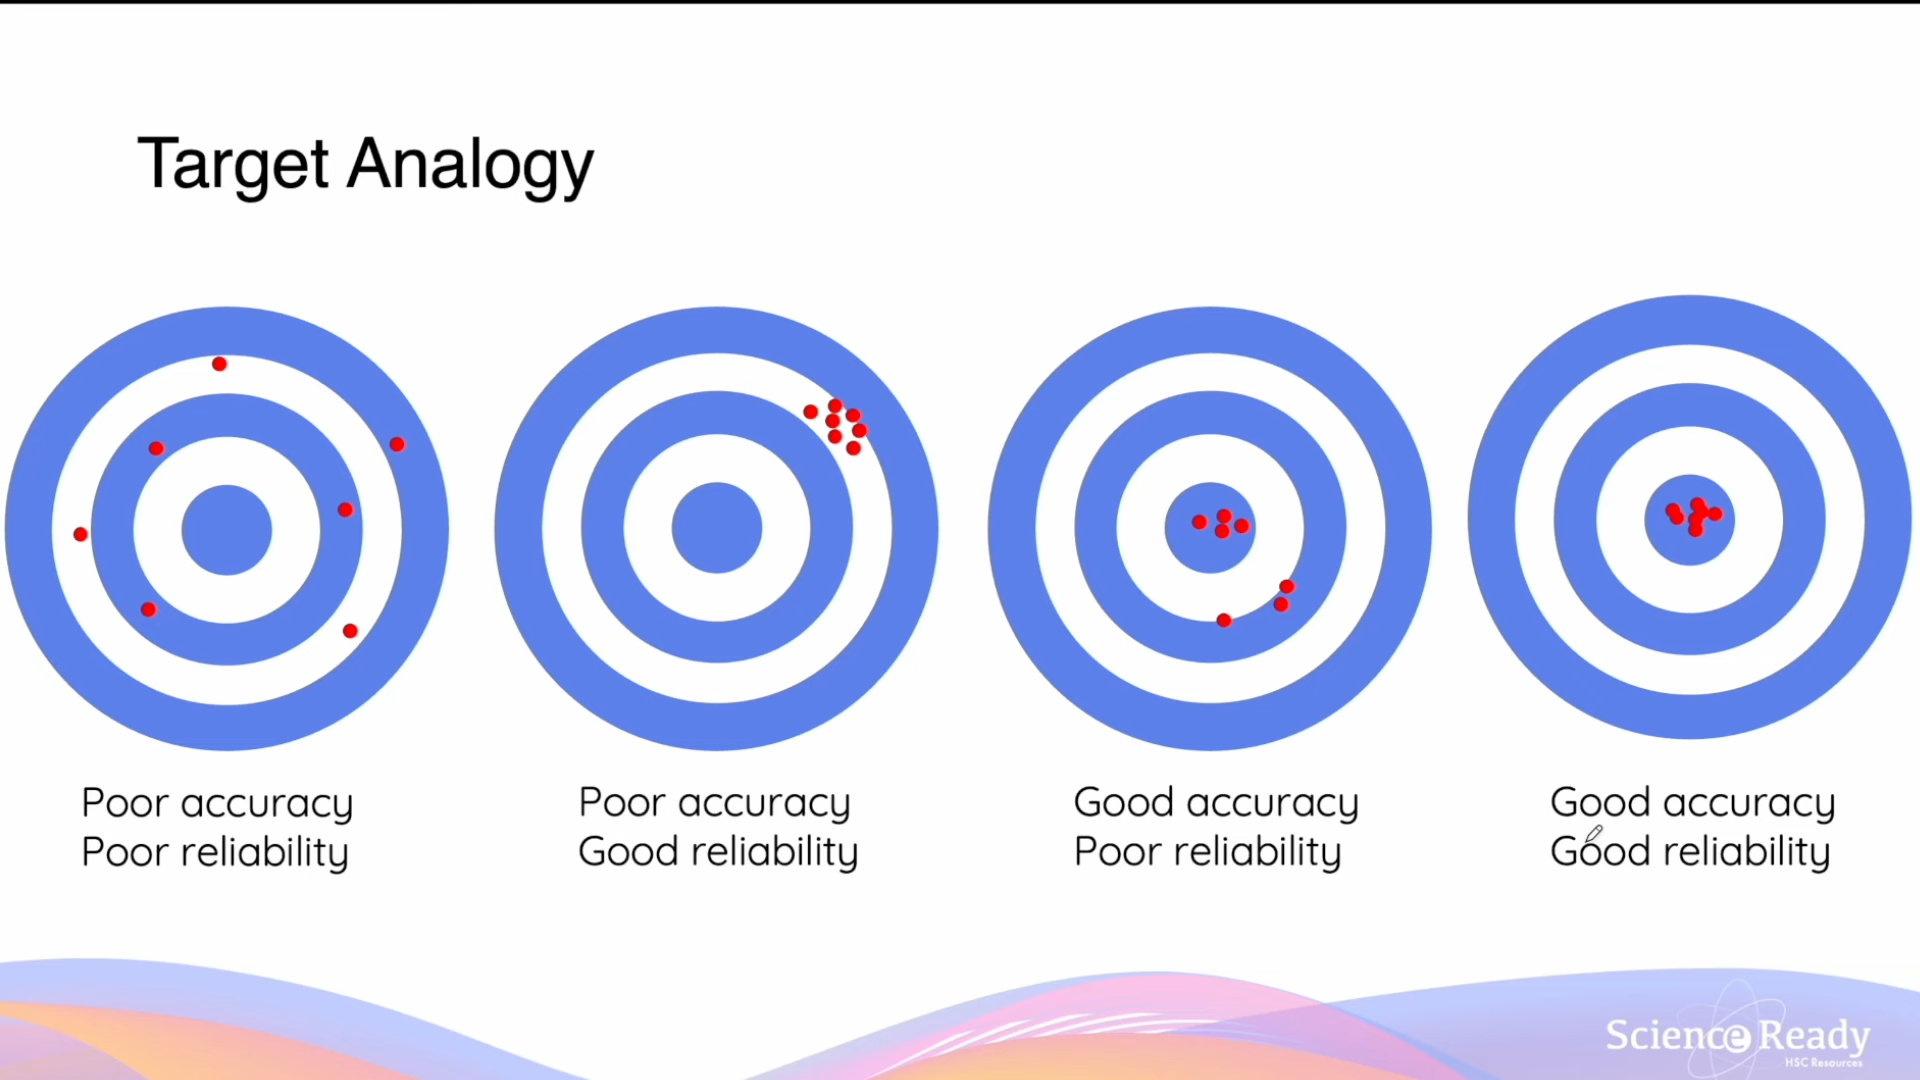 Target Analogy
Poor accuracy
Poor reliability
Poor accuracy
Good reliability
Good accuracy
Poor reliability
Good accuracy
Good reliability
Science Ready
HSC Resources